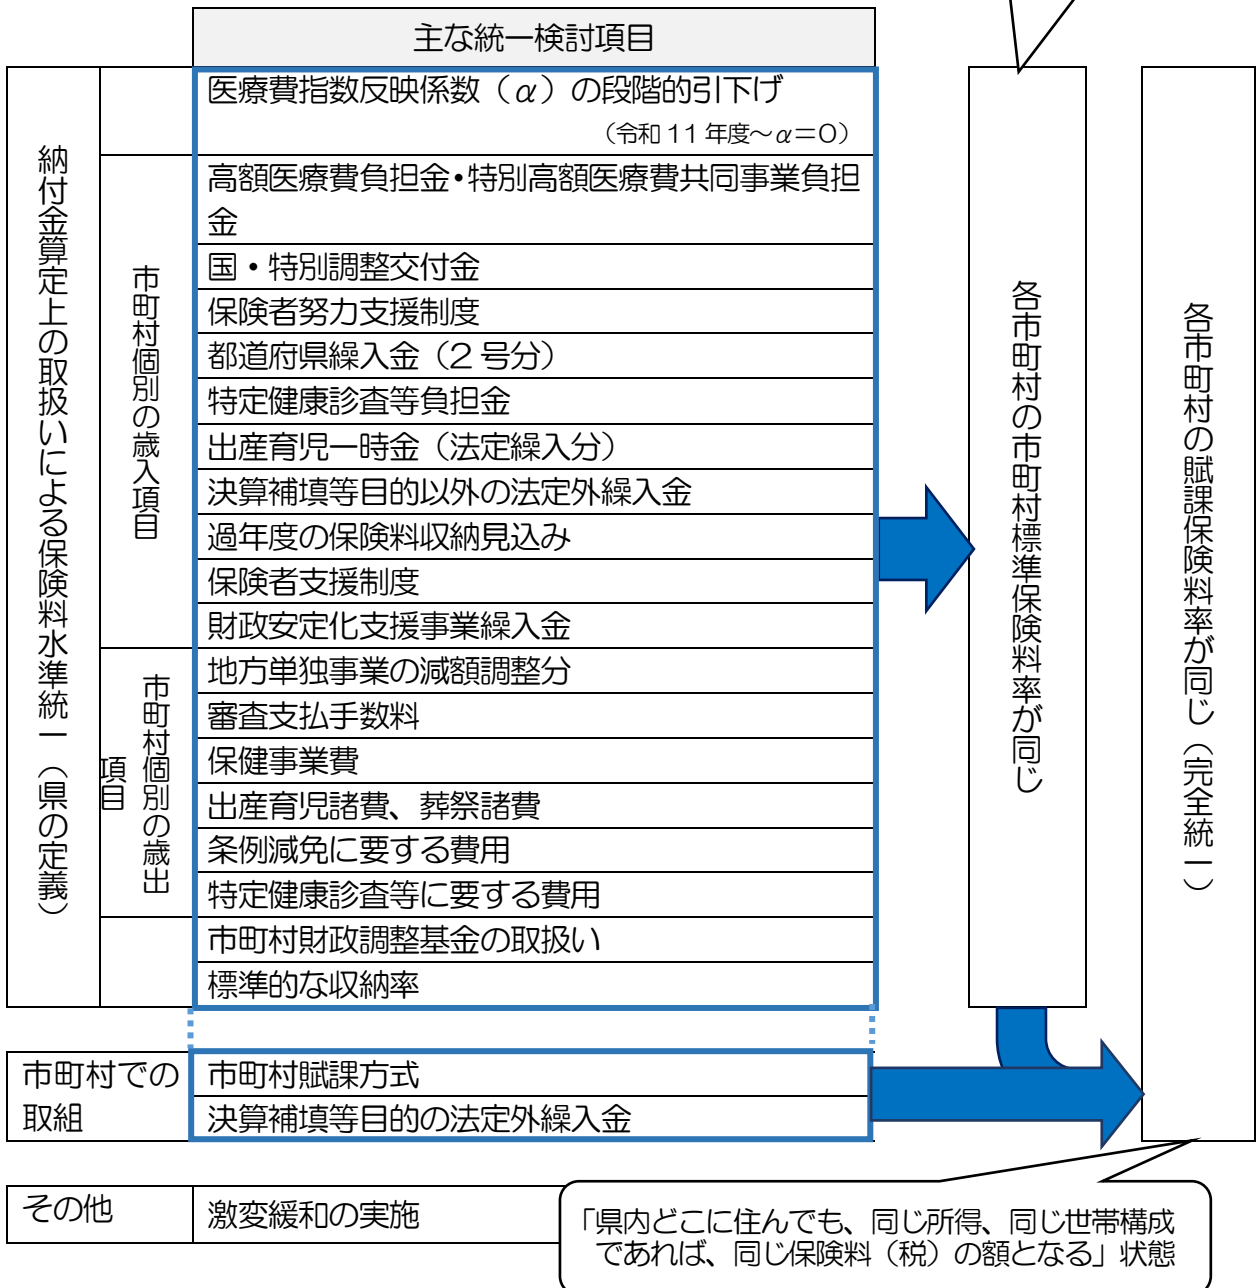 主な統一検討項目
納付金算定上の取扱いによる保険料水準統一（県の定義）
医療費指数反映係数（α）の段階的引下げ
（令和 11 年度～α＝0）
市町村個別の歳入項目
高額医療費負担金・特別高額医療費共同事業負担
金
国・特別調整交付金
保険者努力支援制度
都道府県繰入金（2 号分）
特定健康診査等負担金
出産育児一時金（法定繰入分）
決算補填等目的以外の法定外繰入金
過年度の保険料収納見込み
保険者支援制度
財政安定化支援事業繰入金
市町村個別の歳出
項目
地方単独事業の減額調整分
審査支払手数料
保健事業費
出産育児諸費、葬祭諸費
条例減免に要する費用
特定健康診査等に要する費用
市町村財政調整基金の取扱い
標準的な収納率
各市町村の市町村標準保険料率が同じ
各市町村の賦課保険料率が同じ（完全統一）
市町村での
取組
市町村賦課方式
決算補填等目的の法定外繰入金
その他
激変緩和の実施
「県内どこに住んでも、同じ所得、同じ世帯構成
であれば、同じ保険料（税）の額となる」状態